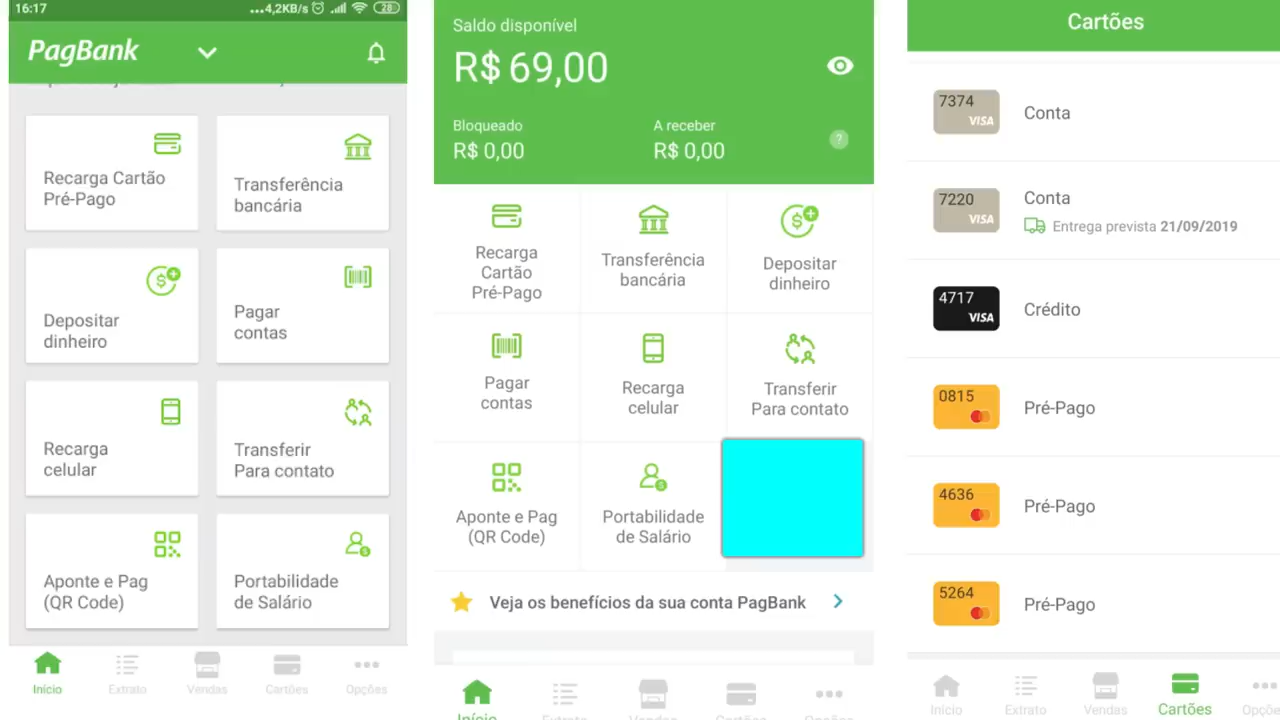 16:17
...4,2KB/s
28
PagBank
Recarga Cartão
Pré-Pago
Transferência
bancária
Depositar
dinheiro
Pagar
contas
Recarga
celular
Transferir
Para contato
Aponte e Pag
(QR Code)
Portabilidade
de Salário
Início
Extrato
Vendas
Cartões
Opções
Saldo disponível
R$ 69,00
Bloqueado
A receber
R$ 0,00
R$ 0,00
?
Recarga
Cartão
Pré-Pago
Transferência
bancária
Depositar
dinheiro
Pagar
contas
Recarga
celular
Transferir
Para contato
Aponte e Pag
(QR Code)
Portabilidade
de Salário
Veja os benefícios da sua conta PagBank
Início
Extrato
Vendas
Cartões
Opções
Cartões
7374
VISA
Conta
7220
VISA
Conta
Entrega prevista 21/09/2019
4717
VISA
Crédito
0815
Pré-Pago
4636
Pré-Pago
5264
Pré-Pago
Início
Extrato
Vendas
Cartões
Opçõe